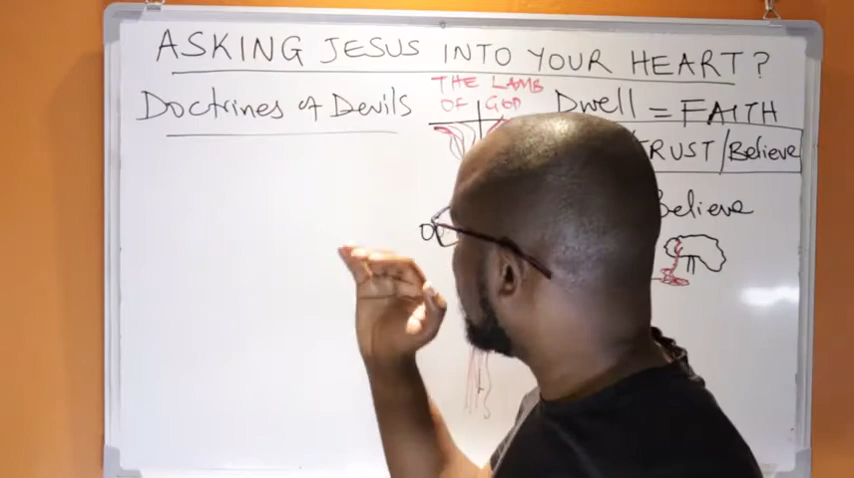 ASKING JESUS INTO YOUR HEART?
Doctrines of Devils
THE LAMB
OF GOD
Dwell = FAITH
TRUST/Believe
Believe